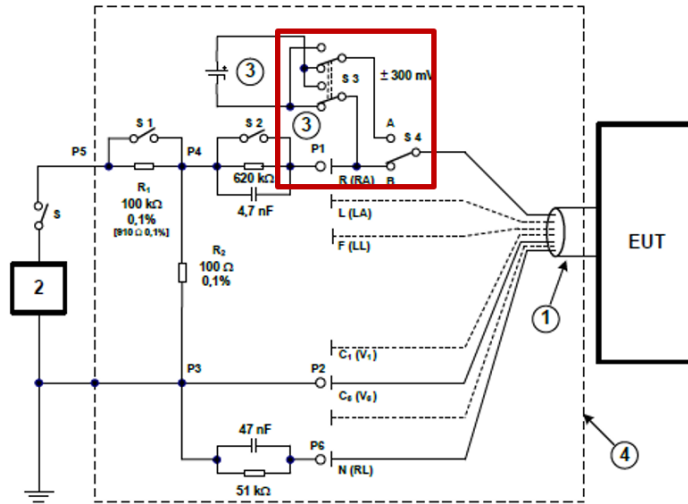 3
S 3
± 300 mV
3
A
S 1
S 2
P1
S 4
P5
P4
B
620 kΩ
R (RA)
R₁
100 kΩ
0,1%
[910 Ω 0,1%]
4,7 nF
L (LA)
S
F (LL)
EUT
R₂
100 Ω
0,1%
2
1
C₁ (V₁)
P3
P2
C₆ (V₆)
47 nF
P6
4
N (RL)
51 kΩ